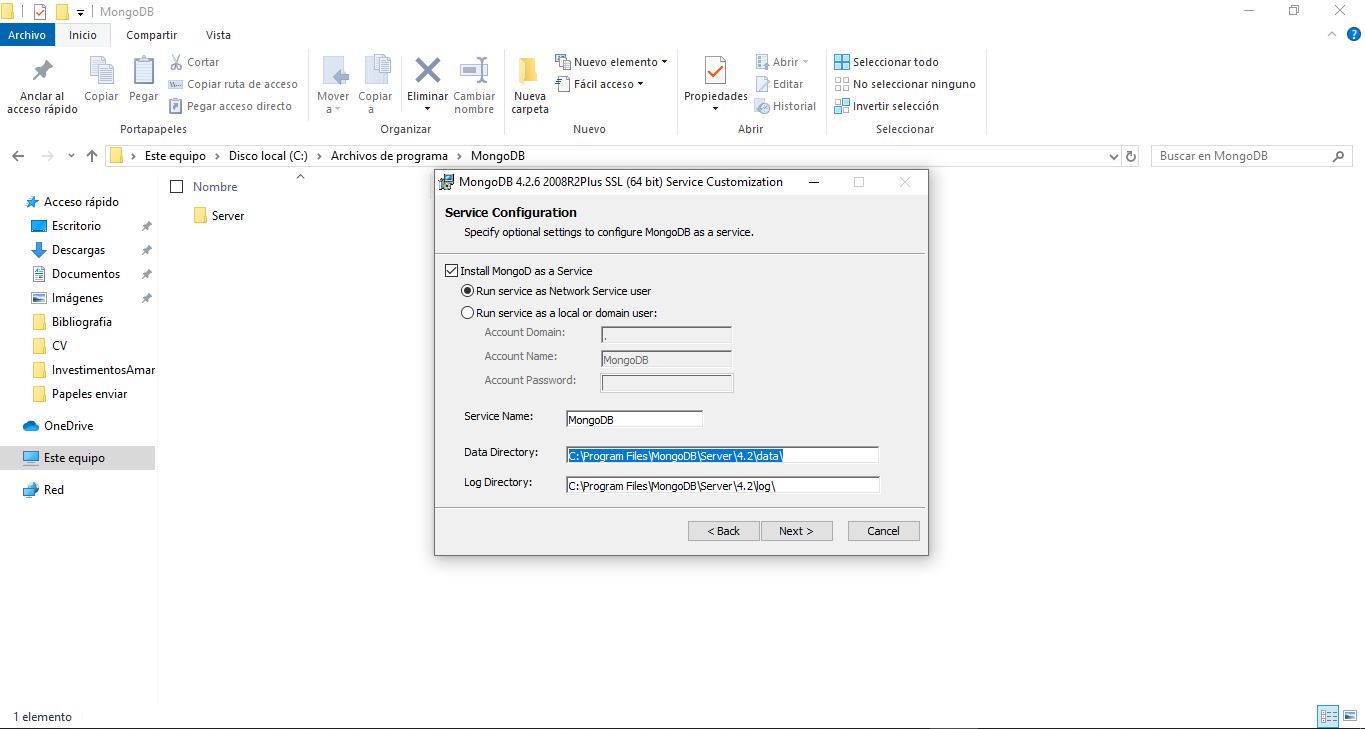 MongoDB
Archivo Inicio Compartir Vista
Anclar al acceso rápido
Copiar
Pegar
Cortar
Copiar ruta de acceso
Pegar acceso directo
Portapapeles
Mover a
Copiar a
Eliminar
Cambiar nombre
Organizar
Nueva carpeta
Nuevo elemento
Fácil acceso
Nuevo
Propiedades
Abrir
Editar
Historial
Abrir
Seleccionar todo
No seleccionar ninguno
Invertir selección
Seleccionar
Este equipo > Disco local (C:) > Archivos de programa > MongoDB
Buscar en MongoDB
Acceso rápido
Escritorio
Descargas
Documentos
Imágenes
Bibliografia
CV
InvestimentosAmar
Papeles enviar
OneDrive
Este equipo
Red
Nombre
Server
MongoDB 4.2.6 2008R2Plus SSL (64 bit) Service Customization
Service Configuration
Specify optional settings to configure MongoDB as a service.
Install MongoD as a Service
Run service as Network Service user
Run service as a local or domain user:
Account Domain: .
Account Name: MongoDB
Account Password:
Service Name: MongoDB
Data Directory: C:\Program Files\MongoDB\Server\4.2\data\
Log Directory: C:\Program Files\MongoDB\Server\4.2\log\
< Back Next > Cancel
1 elemento